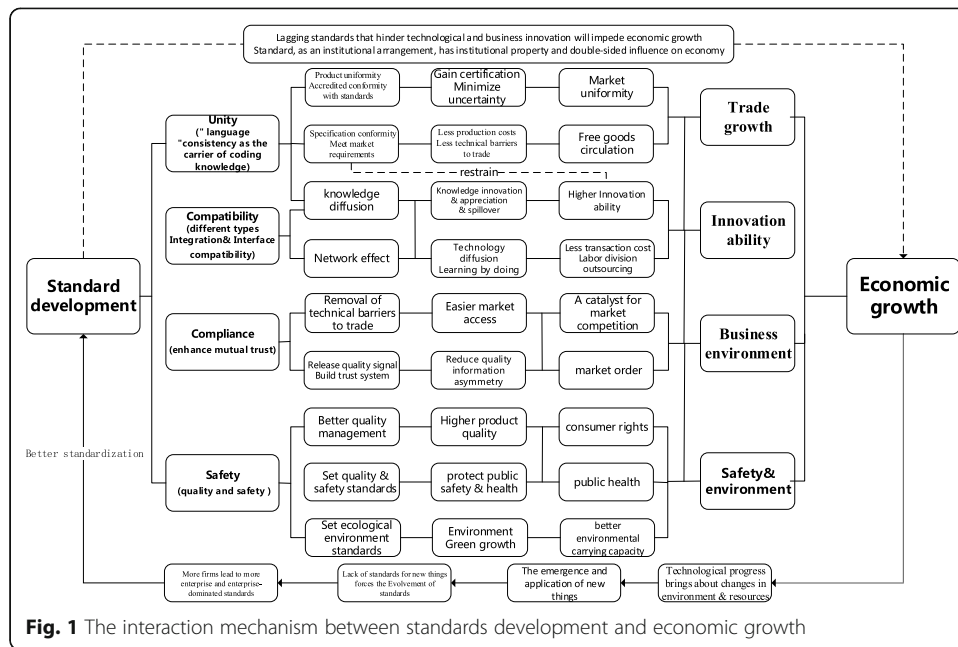 Lagging standards that hinder technological and business innovation will impede economic growth
Standard, as an institutional arrangement, has institutional property and double-sided influence on economy
Product uniformity
Accredited conformity
with standards
Gain certification
Minimize
uncertainty
Market
uniformity
Trade
growth
Unity
(" language
"consistency as the
carrier of coding
knowledge)
Specification conformity
Meet market
requirements
Less production costs
Less technical barriers
to trade
Free goods
circulation
restrain
knowledge
diffusion
Knowledge innovation
& appreciation
& spillover
Higher Innovation
ability
Innovation
ability
Compatibility
(different types
Integration& Interface
compatibility)
Network effect
Technology
diffusion
Learning by doing
Less transaction cost
Labor division
outsourcing
Standard
development
Economic
growth
Compliance
(enhance mutual trust)
Removal of
technical barriers
to trade
Easier market
access
A catalyst for
market
competition
Business
environment
Release quality signal
Build trust system
Reduce quality
information
asymmetry
market order
Better standardization
Safety
(quality and safety )
Better quality
management
Higher product
quality
consumer rights
Set quality &
safety standards
protect public
safety & health
public health
Safety&
environment
Set ecological
environment
standards
Environment
Green growth
better
environmental
carrying capacity
More firms lead to more
enterprise and enterprise-
dominated standards
Lack of standards for new things
forces the Evolvement of
standards
The emergence and
application of new
things
Technological progress
brings about changes in
environment & resources
Fig. 1 The interaction mechanism between standards development and economic growth